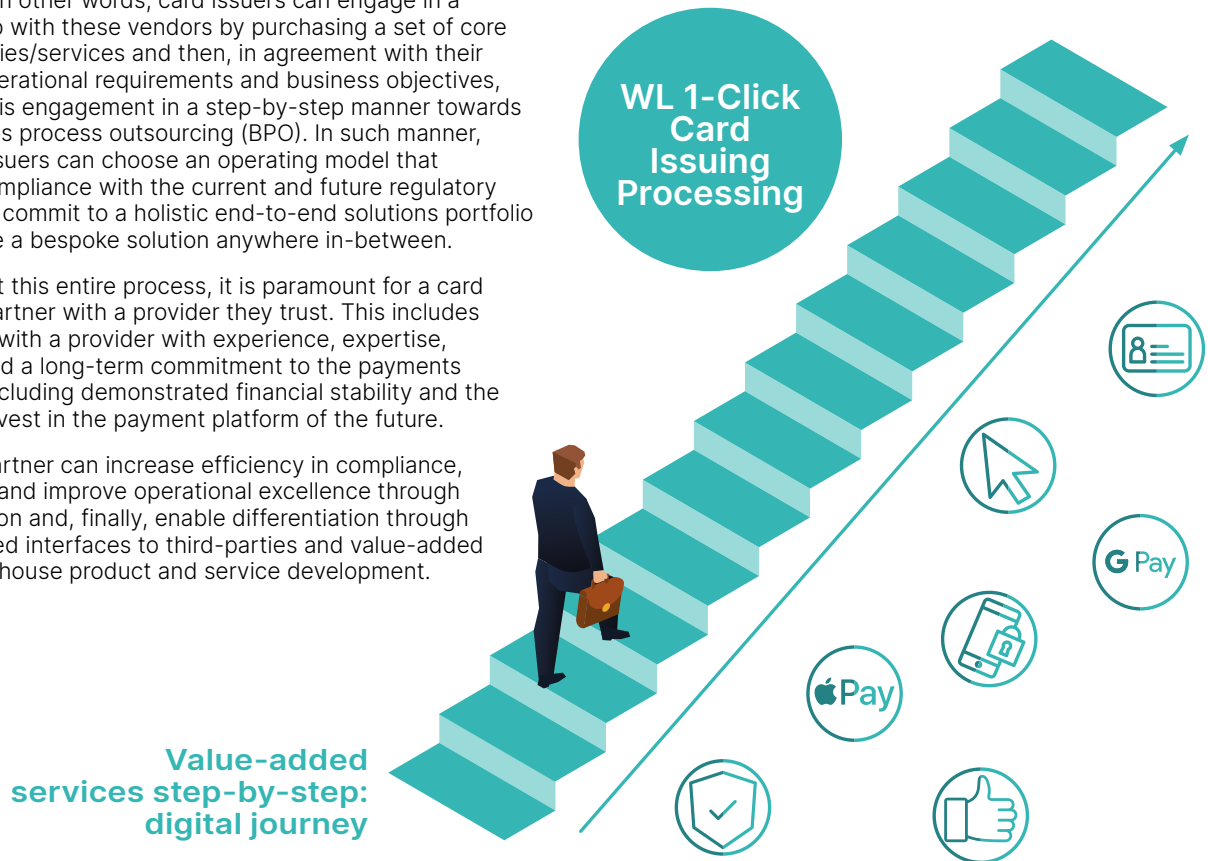 n other words, card issuers can engage in a
with these vendors by purchasing a set of core
ies/services and then, in agreement with their
erational requirements and business objectives,
is engagement in a step-by-step manner towards
s process outsourcing (BPO). In such manner,
suers can choose an operating model that
mpliance with the current and future regulatory
commit to a holistic end-to-end solutions portfolio
e a bespoke solution anywhere in-between.
t this entire process, it is paramount for a card
artner with a provider they trust. This includes
with a provider with experience, expertise,
d a long-term commitment to the payments
cluding demonstrated financial stability and the
vest in the payment platform of the future.
artner can increase efficiency in compliance,
and improve operational excellence through
on and, finally, enable differentiation through
ed interfaces to third-parties and value-added
house product and service development.
WL 1-Click
Card
Issuing
Processing
G Pay
Pay
Value-added
services step-by-step:
digital journey